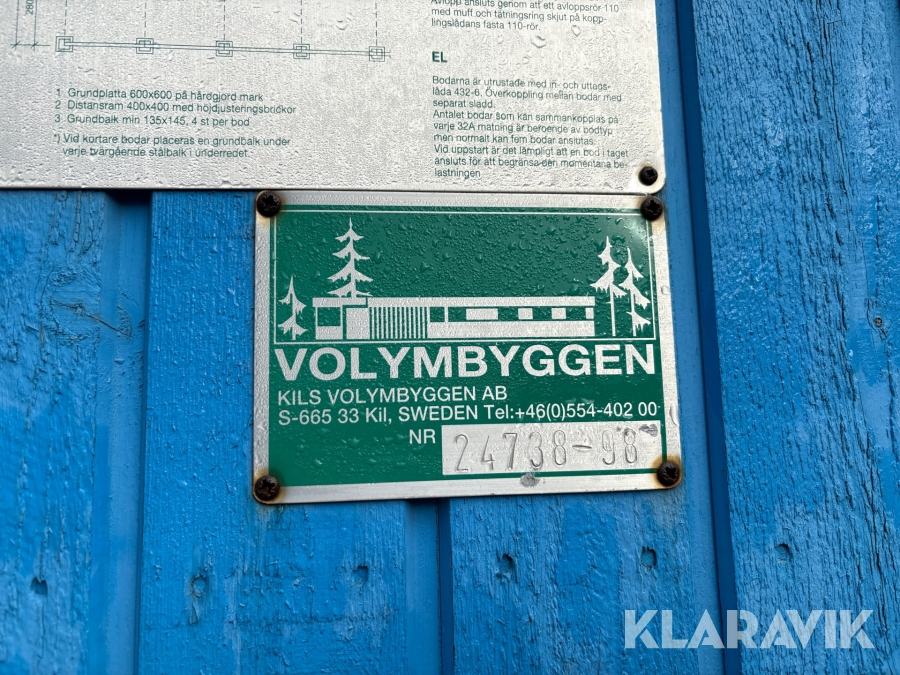 2800
Avlopp ansluts genom att ett avloppsrör 110
med muff och tätningsring skjut på kopp-
lingslådans fasta 110-rör.
EL
Bodarna är utrustade med in- och uttags-
låda 432-6. Överkoppling mellan bodar med
separat sladd.
Antalet bodar som kan sammankopplas på
varje 32A matning är beroende av bodtyp
men normalt kan fem bodar anslutas.
Vid uppstart är det lämpligt att en bod i taget
ansluts för att begränsa den momentana be-
lastningen
1 Grundplatta 600x600 på hårdgjord mark
2 Distansram 400x400 med höjdjusteringsbrickor
3 Grundbalk min 135x145, 4 st per bod
*) Vid kortare bodar placeras en grundbalk under
varje tvärgående stålbalk i underredet.
VOLYMBYGGEN
KILS VOLYMBYGGEN AB
S-665 33 Kil, SWEDEN Tel:+46(0)554-402 00
NR 24738-98
KLARAVIK